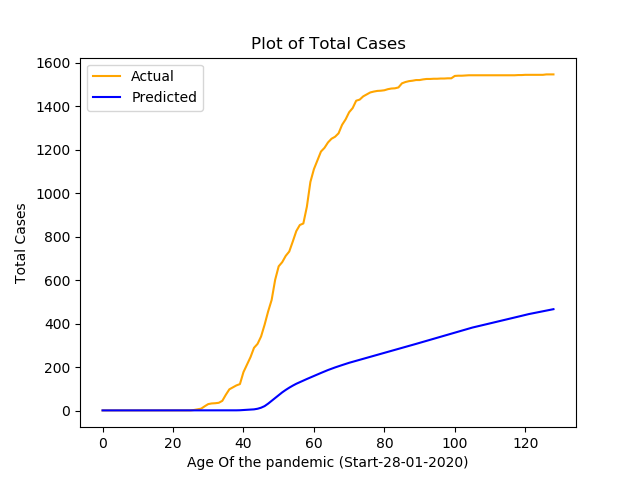 Plot of Total Cases
Actual
Predicted
1600
1400
1200
1000
800
600
400
200
0
Total Cases
0 20 40 60 80 100 120
Age Of the pandemic (Start-28-01-2020)